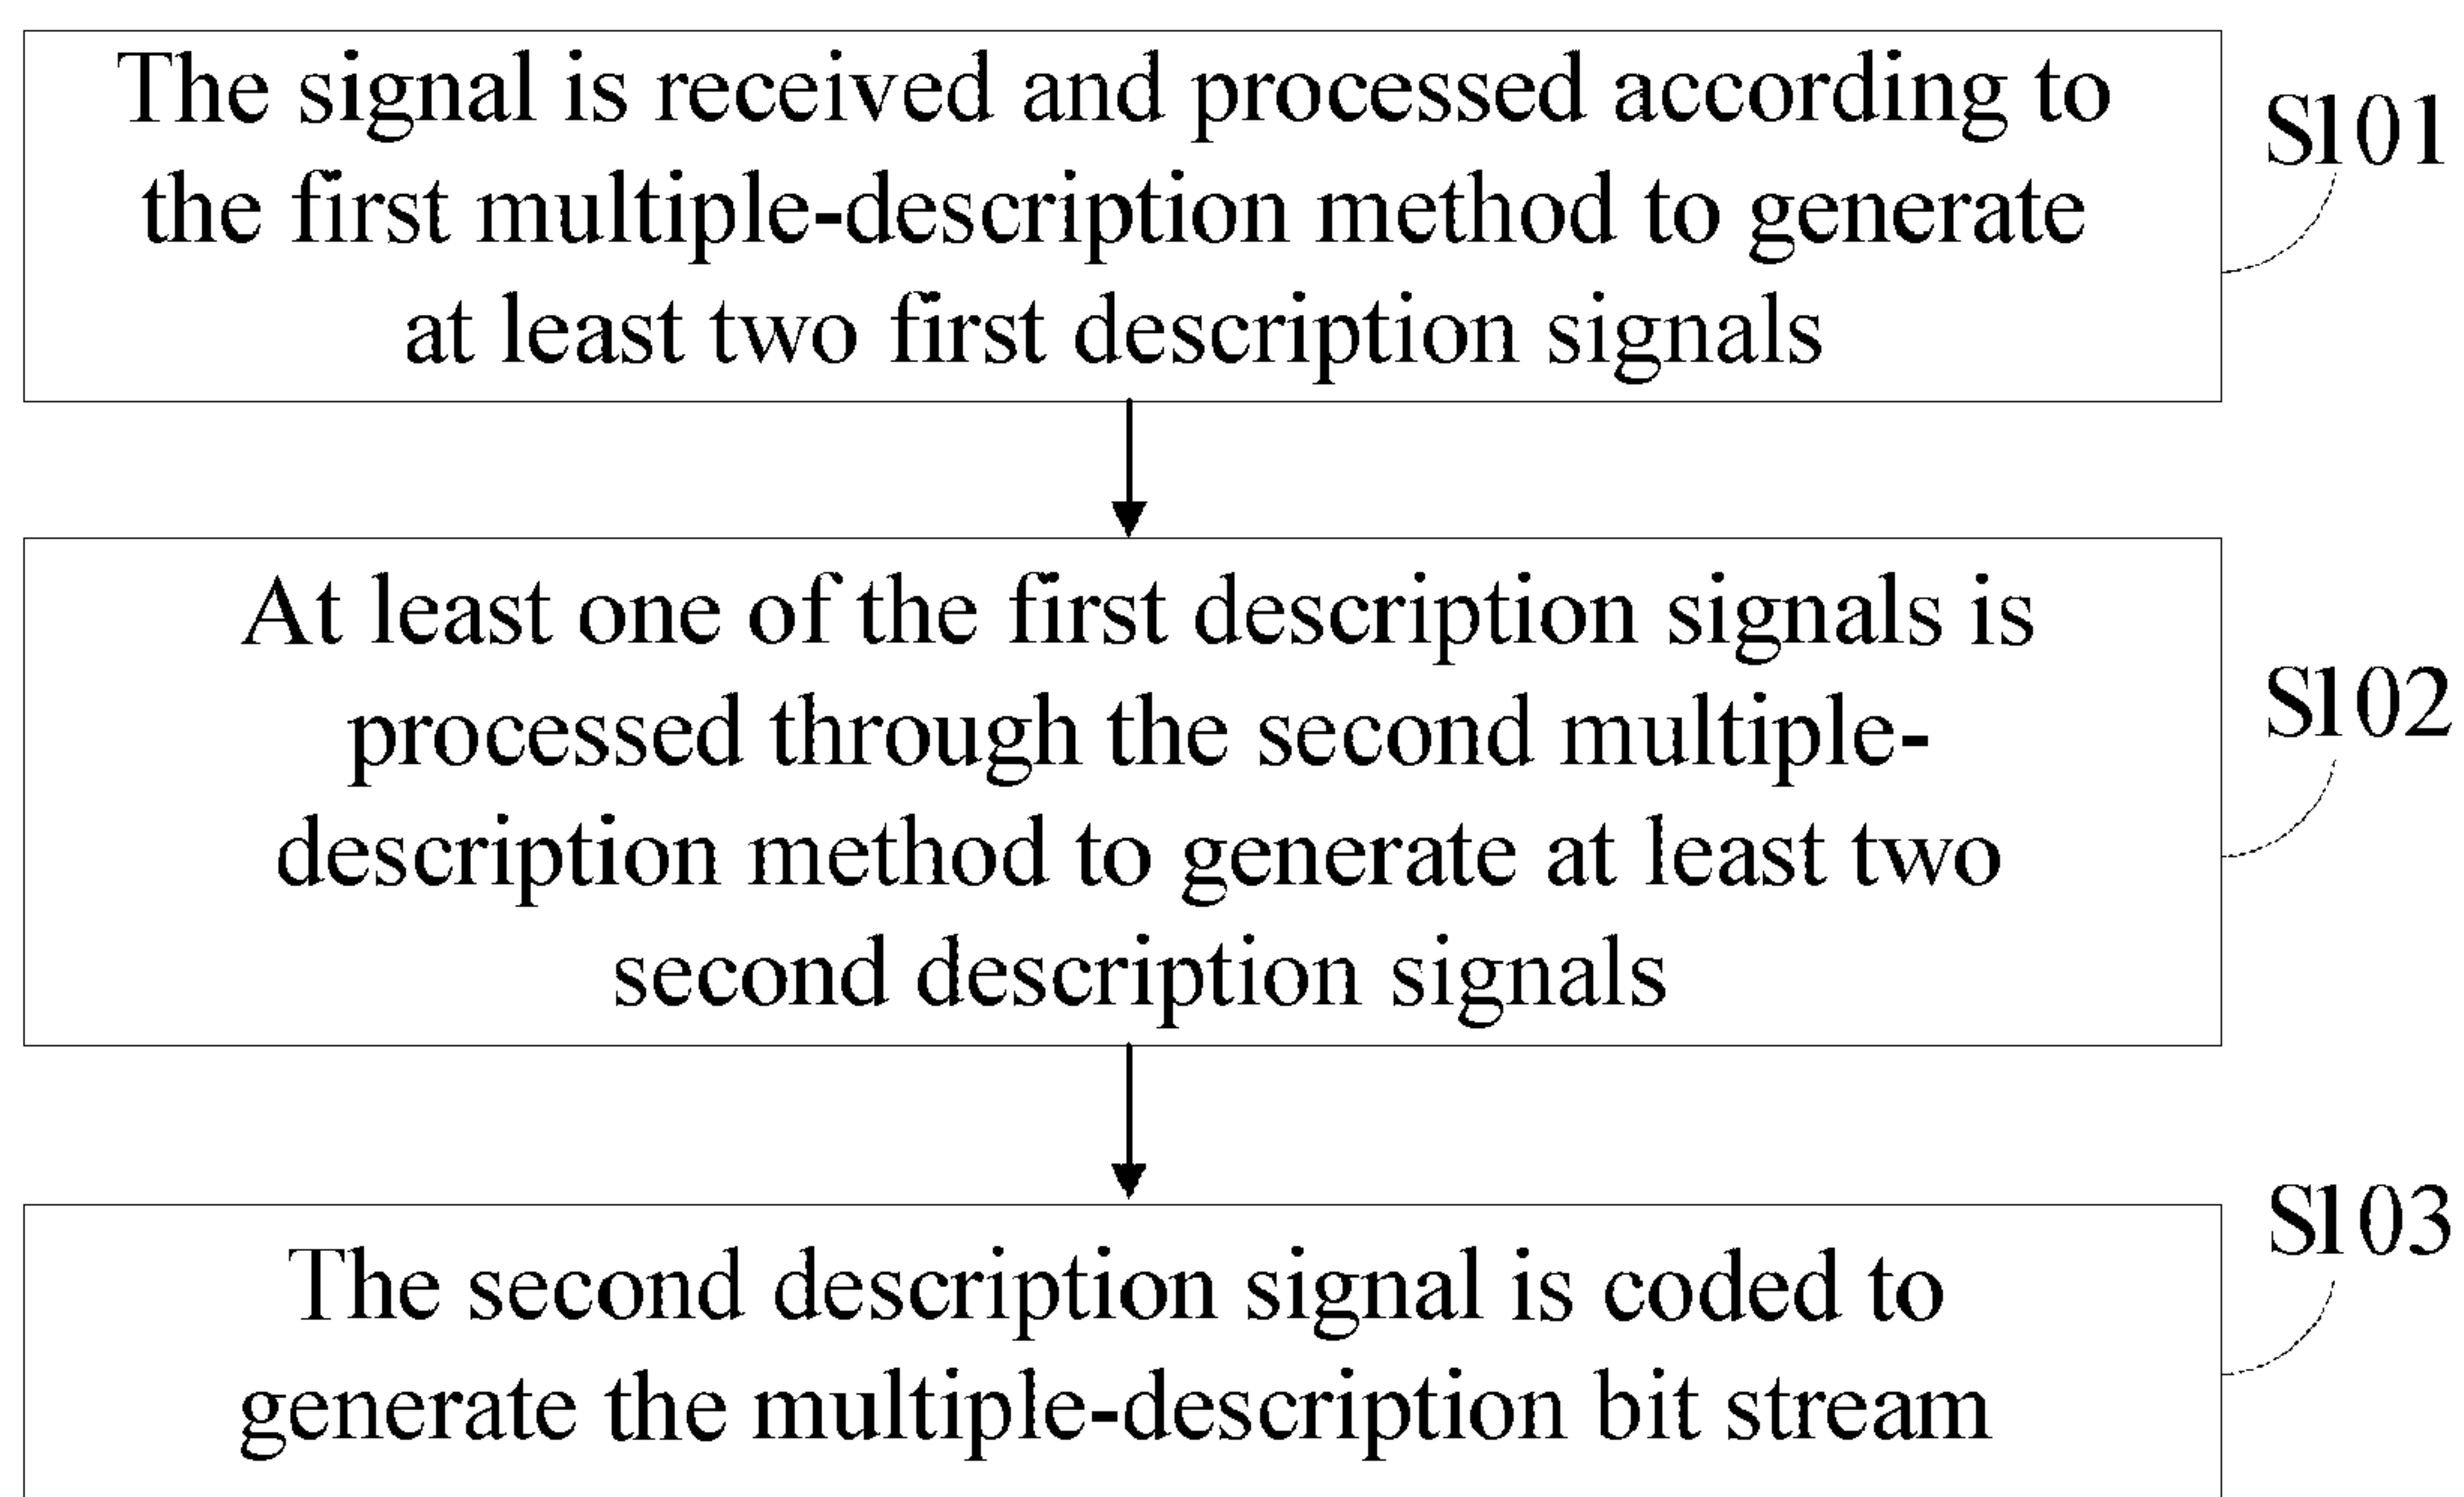 The signal is received and processed according to
the first multiple-description method to generate
at least two first description signals
S101
At least one of the first description signals is
processed through the second multiple-
description method to generate at least two
second description signals
S102
The second description signal is coded to
generate the multiple-description bit stream
S103